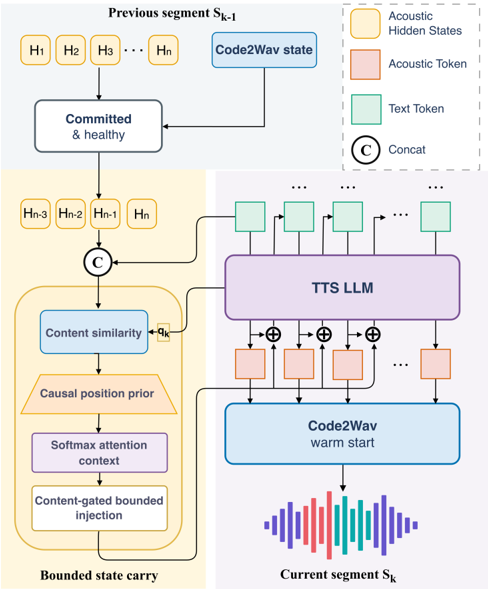 Previous segment Sk-1
H1 H2 H3 ... Hn
Code2Wav state
Committed
& healthy
Acoustic
Hidden States
Acoustic Token
Text Token
C Concat
Hn-3 Hn-2 Hn-1 Hn
C
Content similarity
qk
Causal position prior
Softmax attention
context
Content-gated bounded
injection
Bounded state carry
... ...
...
TTS LLM
...
Code2Wav
warm start
Current segment Sk